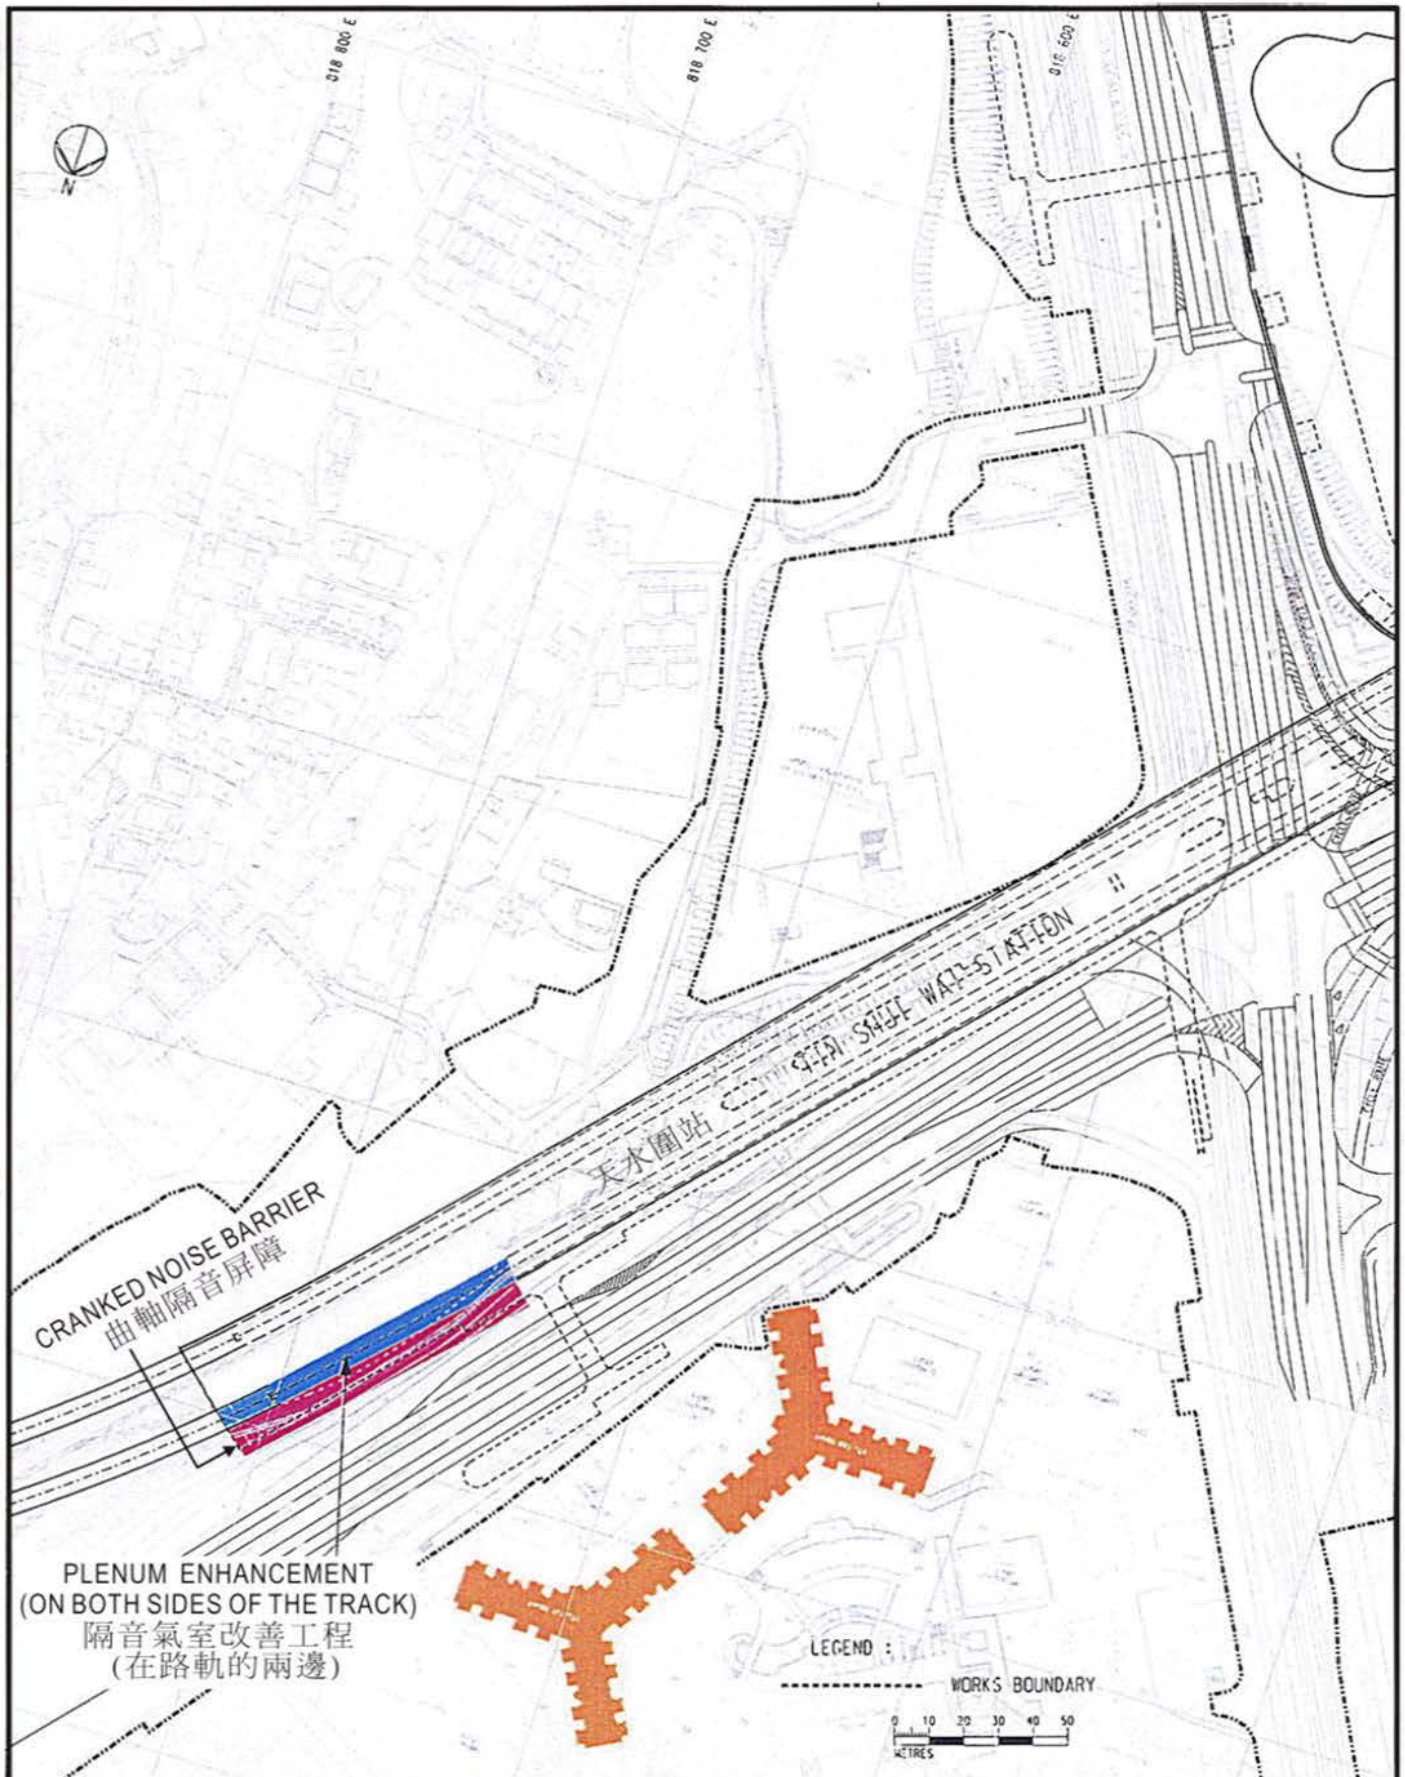 018 800 E
818 700 E
018 600 E
N
TIN SHUI WAI STATION
天水圍站
CRANKED NOISE BARRIER
曲軸隔音屏障
PLENUM ENHANCEMENT
(ON BOTH SIDES OF THE TRACK)
隔音氣室改善工程
(在路軌的兩邊)
LEGEND :
WORKS BOUNDARY
0 10 20 30 40 50
METRES